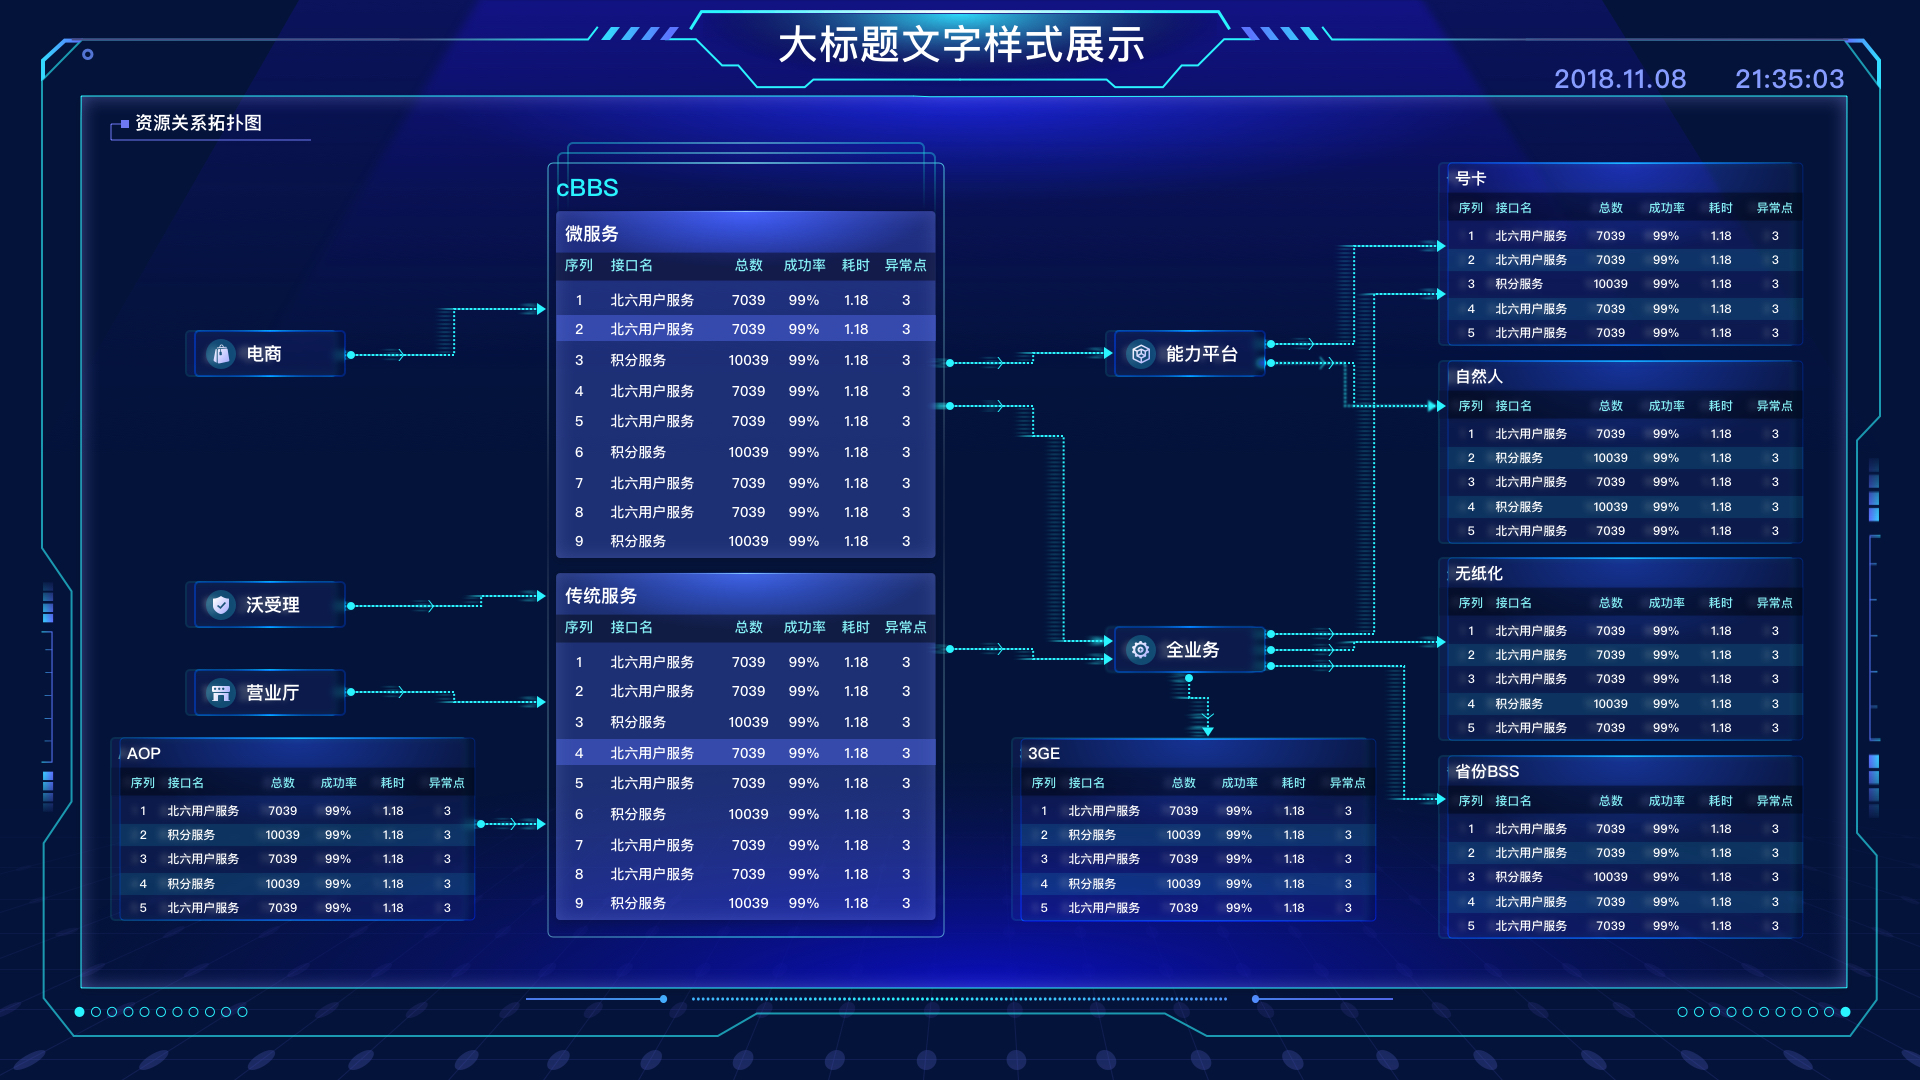 大标题文字样式展示
2018.11.08 21:35:03
资源关系拓扑图
电商
沃受理
营业厅
AOP
序列 接口名 总数 成功率 耗时 异常点
1 北六用户服务 7039 99% 1.18 3
2 积分服务 10039 99% 1.18 3
3 北六用户服务 7039 99% 1.18 3
4 积分服务 10039 99% 1.18 3
5 北六用户服务 7039 99% 1.18 3
cBBS
微服务
序列 接口名 总数 成功率 耗时 异常点
1 北六用户服务 7039 99% 1.18 3
2 北六用户服务 7039 99% 1.18 3
3 积分服务 10039 99% 1.18 3
4 北六用户服务 7039 99% 1.18 3
5 北六用户服务 7039 99% 1.18 3
6 积分服务 10039 99% 1.18 3
7 北六用户服务 7039 99% 1.18 3
8 北六用户服务 7039 99% 1.18 3
9 积分服务 10039 99% 1.18 3
传统服务
序列 接口名 总数 成功率 耗时 异常点
1 北六用户服务 7039 99% 1.18 3
2 北六用户服务 7039 99% 1.18 3
3 积分服务 10039 99% 1.18 3
4 北六用户服务 7039 99% 1.18 3
5 北六用户服务 7039 99% 1.18 3
6 积分服务 10039 99% 1.18 3
7 北六用户服务 7039 99% 1.18 3
8 北六用户服务 7039 99% 1.18 3
9 积分服务 10039 99% 1.18 3
能力平台
全业务
3GE
序列 接口名 总数 成功率 耗时 异常点
1 北六用户服务 7039 99% 1.18 3
2 积分服务 10039 99% 1.18 3
3 北六用户服务 7039 99% 1.18 3
4 积分服务 10039 99% 1.18 3
5 北六用户服务 7039 99% 1.18 3
号卡
序列 接口名 总数 成功率 耗时 异常点
1 北六用户服务 7039 99% 1.18 3
2 北六用户服务 7039 99% 1.18 3
3 积分服务 10039 99% 1.18 3
4 北六用户服务 7039 99% 1.18 3
5 北六用户服务 7039 99% 1.18 3
自然人
序列 接口名 总数 成功率 耗时 异常点
1 北六用户服务 7039 99% 1.18 3
2 积分服务 10039 99% 1.18 3
3 北六用户服务 7039 99% 1.18 3
4 积分服务 10039 99% 1.18 3
5 北六用户服务 7039 99% 1.18 3
无纸化
序列 接口名 总数 成功率 耗时 异常点
1 北六用户服务 7039 99% 1.18 3
2 北六用户服务 7039 99% 1.18 3
3 北六用户服务 7039 99% 1.18 3
4 积分服务 10039 99% 1.18 3
5 北六用户服务 7039 99% 1.18 3
省份BSS
序列 接口名 总数 成功率 耗时 异常点
1 北六用户服务 7039 99% 1.18 3
2 北六用户服务 7039 99% 1.18 3
3 积分服务 10039 99% 1.18 3
4 北六用户服务 7039 99% 1.18 3
5 北六用户服务 7039 99% 1.18 3